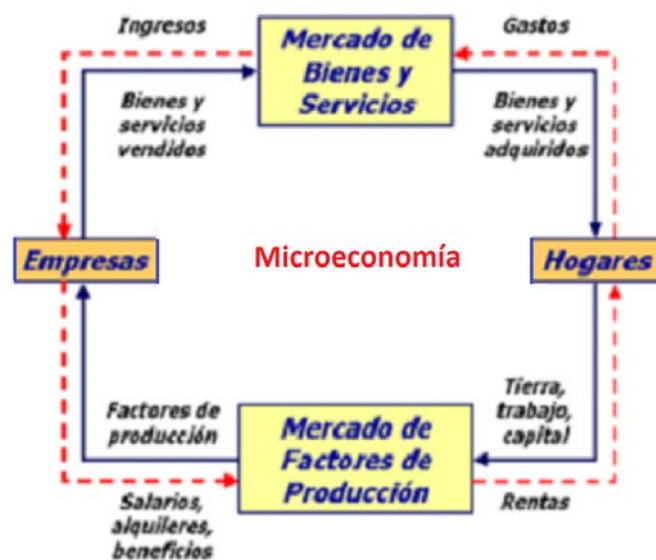 Ingresos
Mercado de
Bienes y
Servicios
Gastos
Bienes y
servicios
vendidos
Bienes y
servicios
adquiridos
Empresas
Microeconomía
Hogares
Factores de
producción
Mercado de
Factores de
Producción
Tierra,
trabajo,
capital
Salarios,
alquileres,
beneficios
Rentas